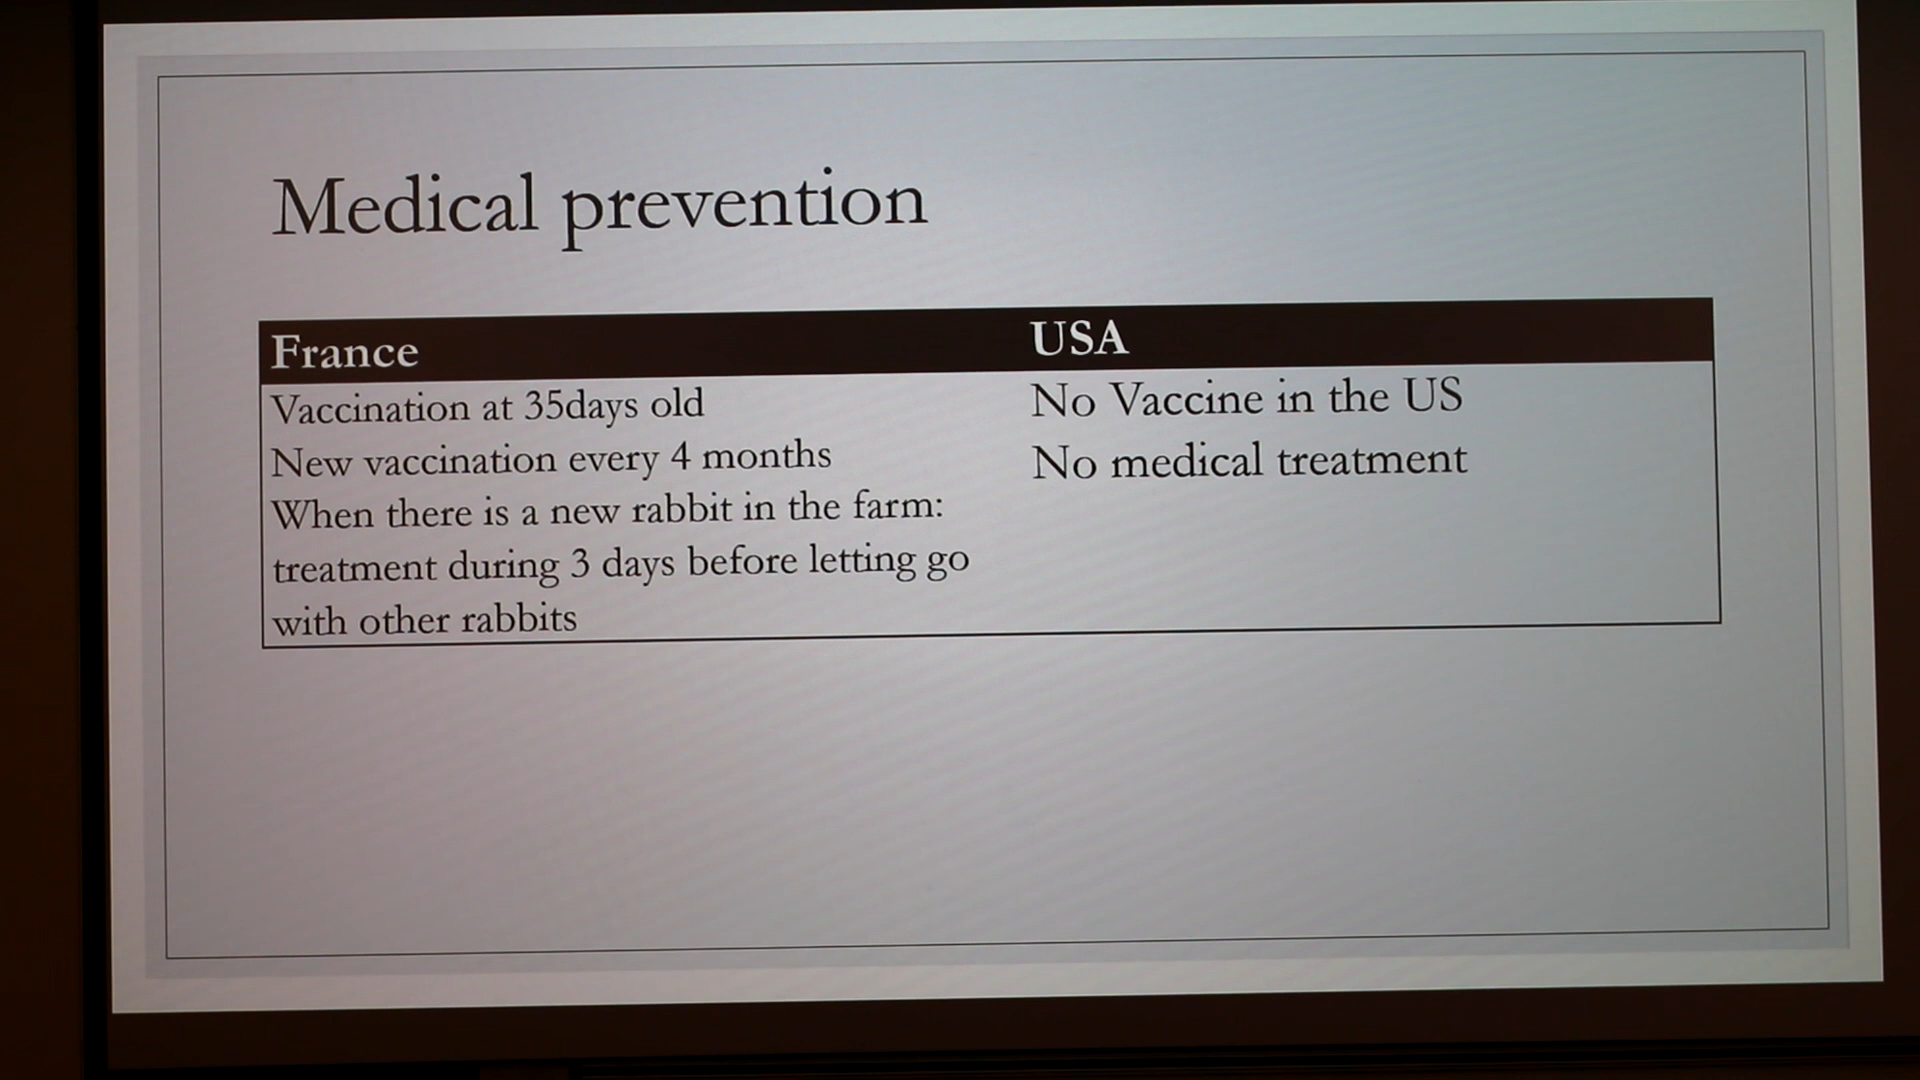 Medical prevention
France
USA
Vaccination at 35days old
New vaccination every 4 months
When there is a new rabbit in the farm:
treatment during 3 days before letting go
with other rabbits
No Vaccine in the US
No medical treatment